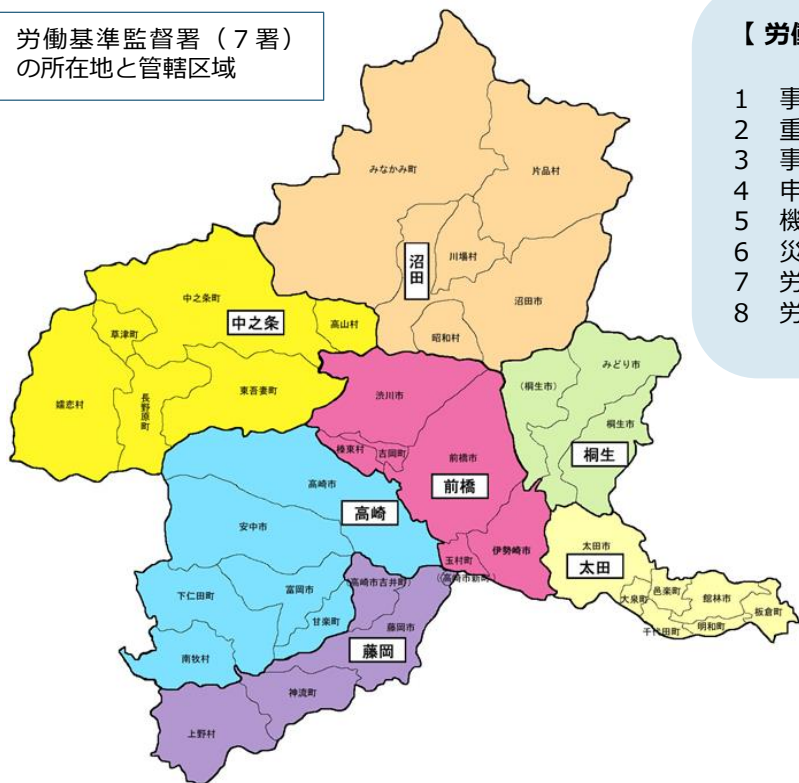 労働基準監督署（７署）
の所在地と管轄区域
【 労働
1 事
2 重
3 事
4 申
5 機
6 災
7 労
8 労
みなかみ町
片品村
沼田
川場村
沼田市
昭和村
中之条町
中之条
高山村
草津町
嬬恋村
長野原町
東吾妻町
渋川市
榛東村
吉岡町
前橋市
前橋
玉村町
伊勢崎市
みどり市
(桐生市)
桐生市
桐生
高崎市
高崎
安中市
下仁田町
富岡市
甘楽町
南牧村
(高崎市吉井町)
((高崎市新町)
藤岡市
藤岡
神流町
上野村
太田市
太田
大泉町
邑楽町
館林市
板倉町
明和町
千代田町